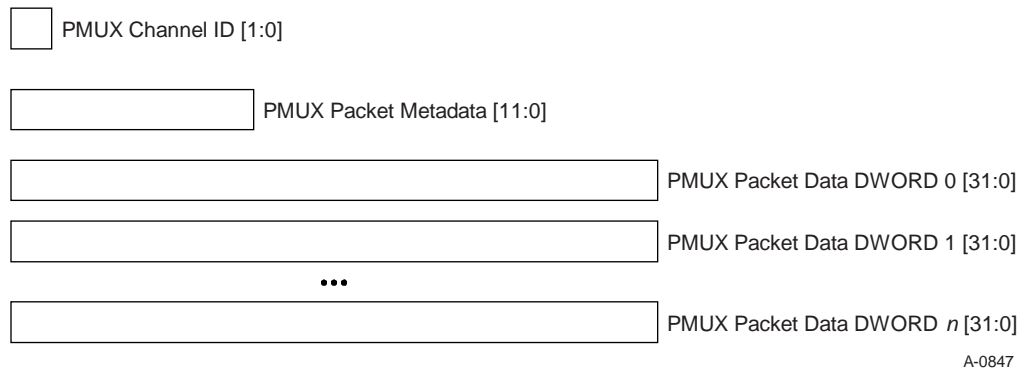 PMUX Channel ID [1:0]
PMUX Packet Metadata [11:0]
PMUX Packet Data DWORD 0 [31:0]
PMUX Packet Data DWORD 1 [31:0]
•••
PMUX Packet Data DWORD n [31:0]
A-0847